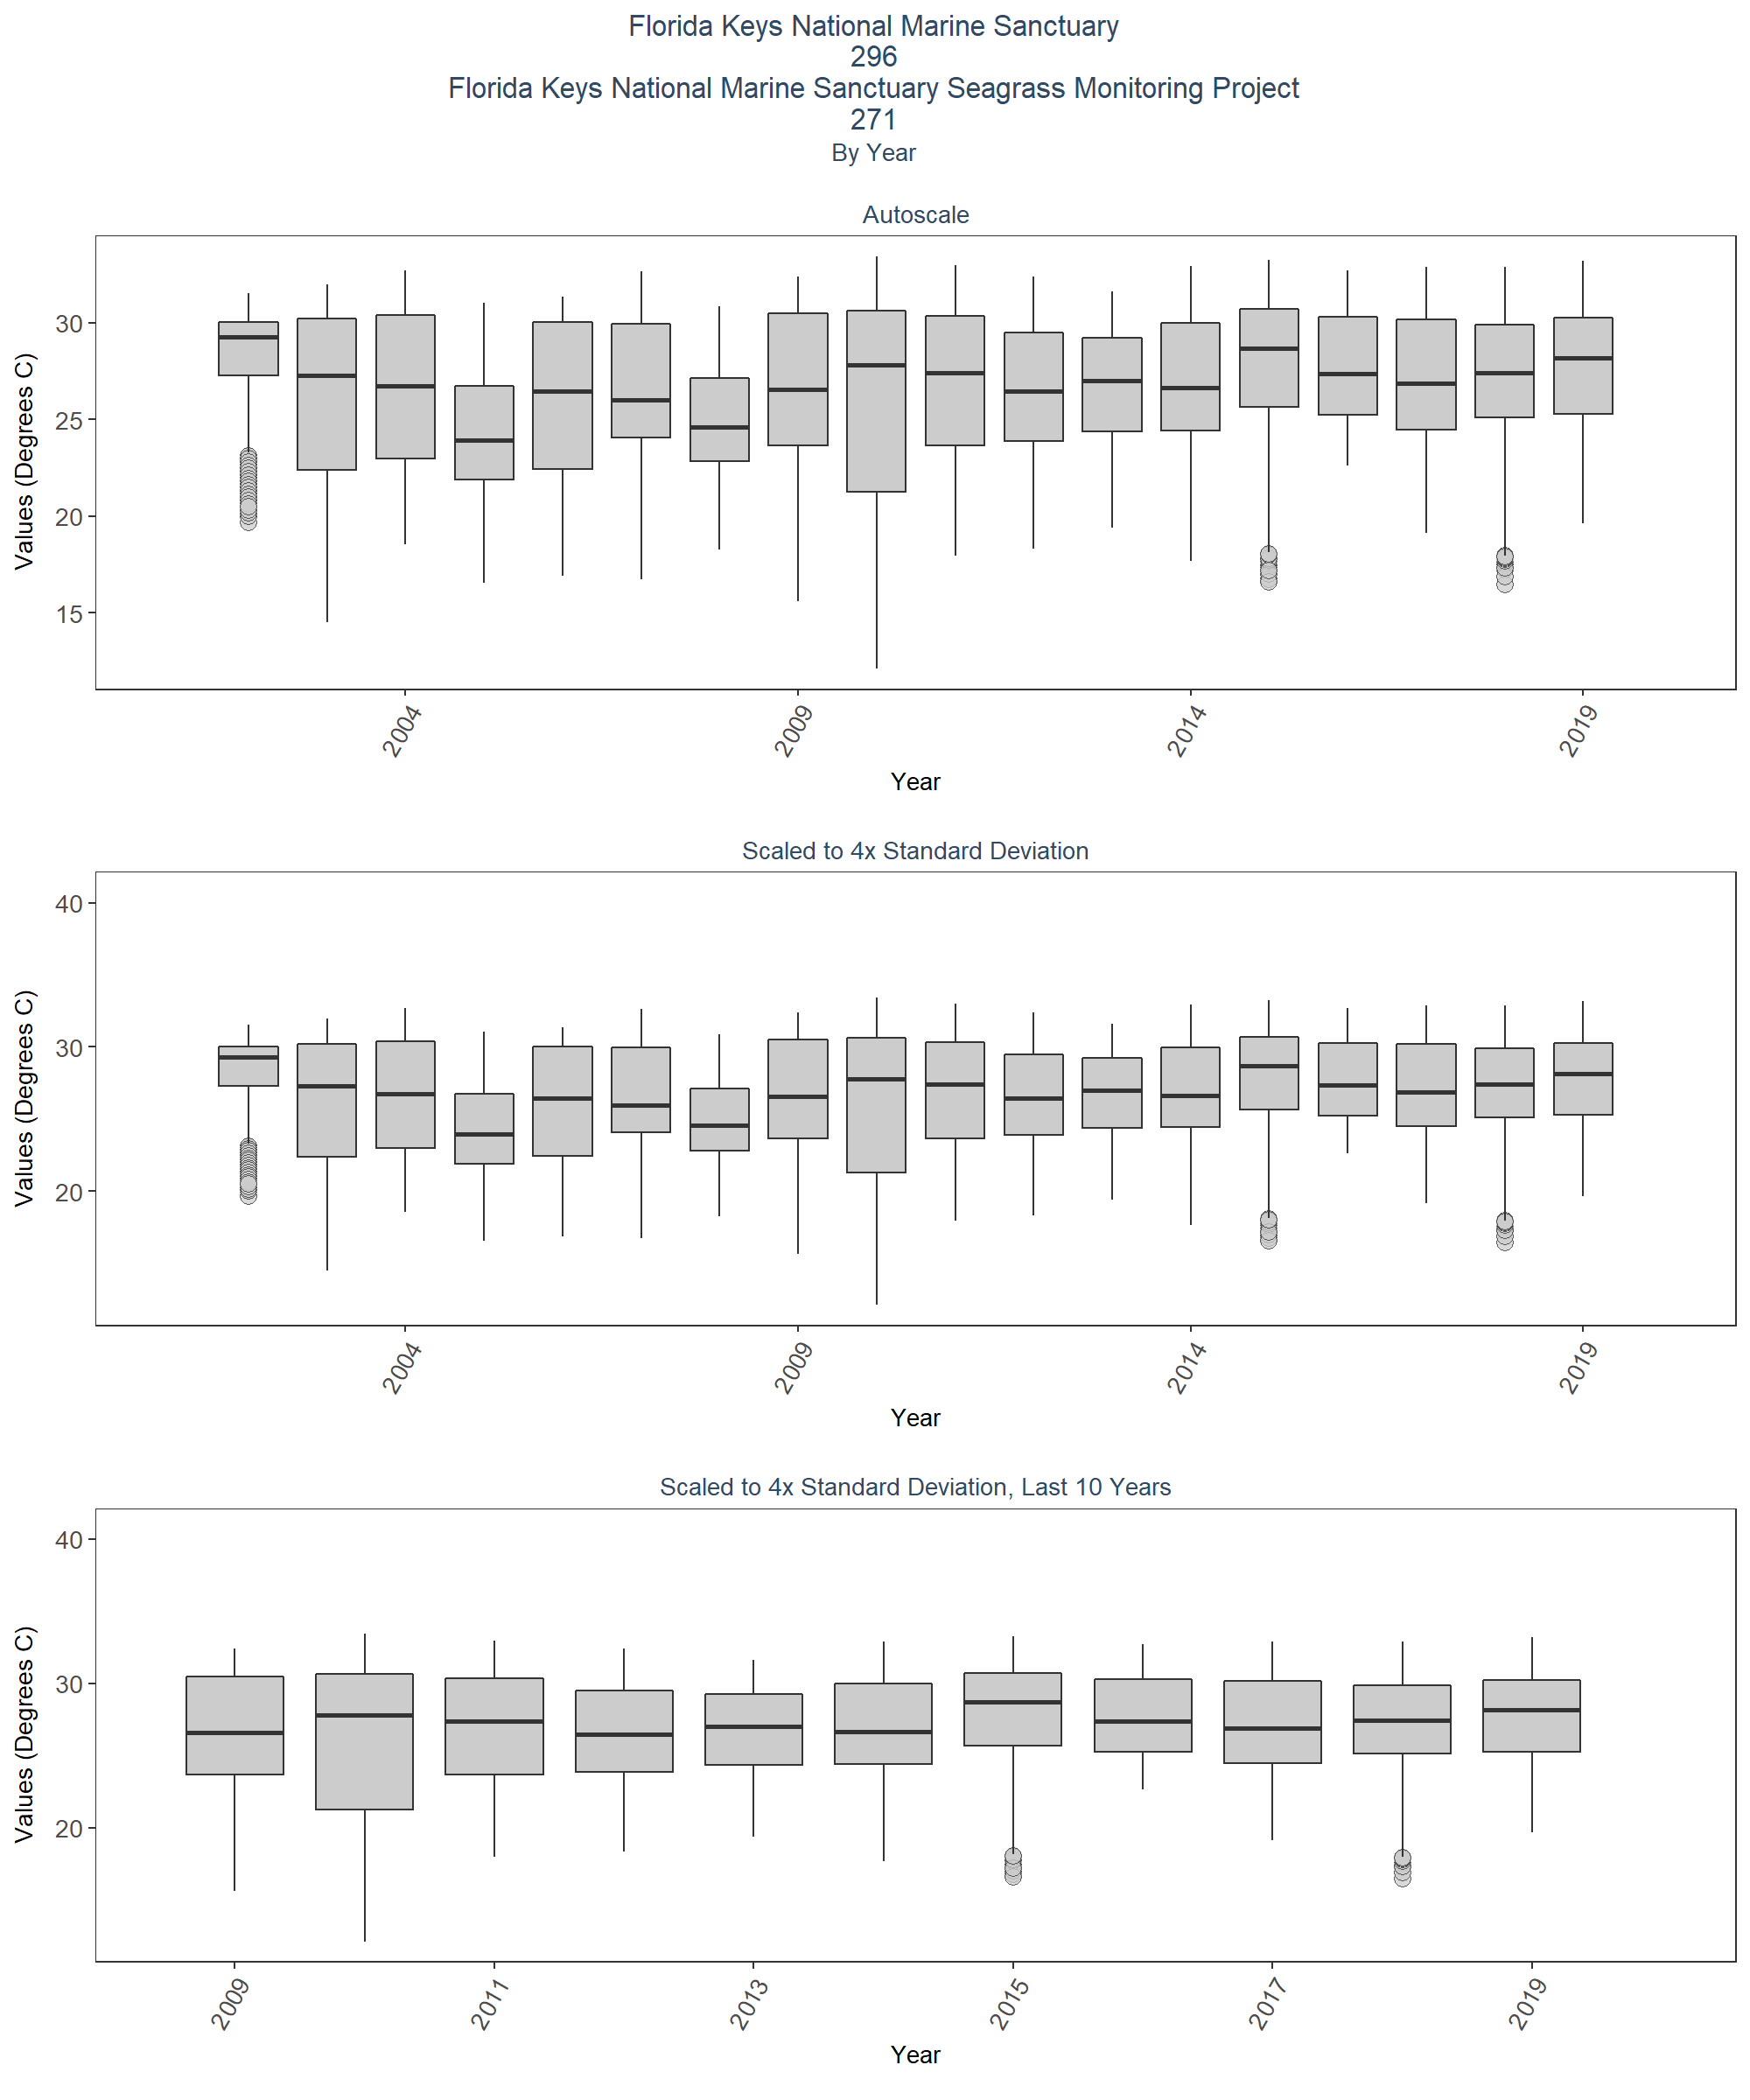 Florida Keys National Marine Sanctuary
296
Florida Keys National Marine Sanctuary Seagrass Monitoring Project
271
By Year
Autoscale
Values (Degrees C)
30
25
20
15
2004
2009
2014
2019
Year
Scaled to 4x Standard Deviation
Values (Degrees C)
40
30
20
2004
2009
2014
2019
Year
Scaled to 4x Standard Deviation, Last 10 Years
Values (Degrees C)
40
30
20
2009
2011
2013
2015
2017
2019
Year